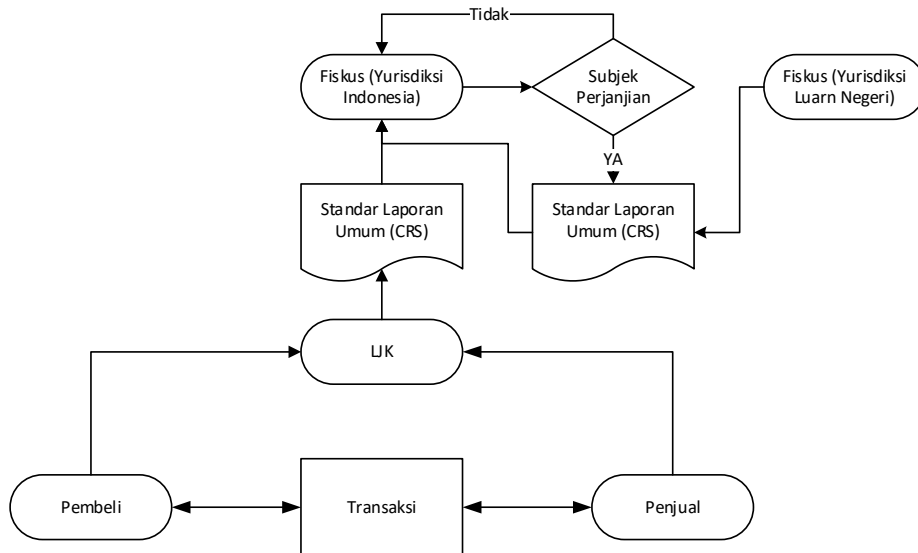 Tidak
Fiskus (Yurisdiksi
Indonesia)
Subjek
Perjanjian
Fiskus (Yurisdiksi
Luarn Negeri)
YA
Standar Laporan
Umum (CRS)
Standar Laporan
Umum (CRS)
LJK
Pembeli
Transaksi
Penjual